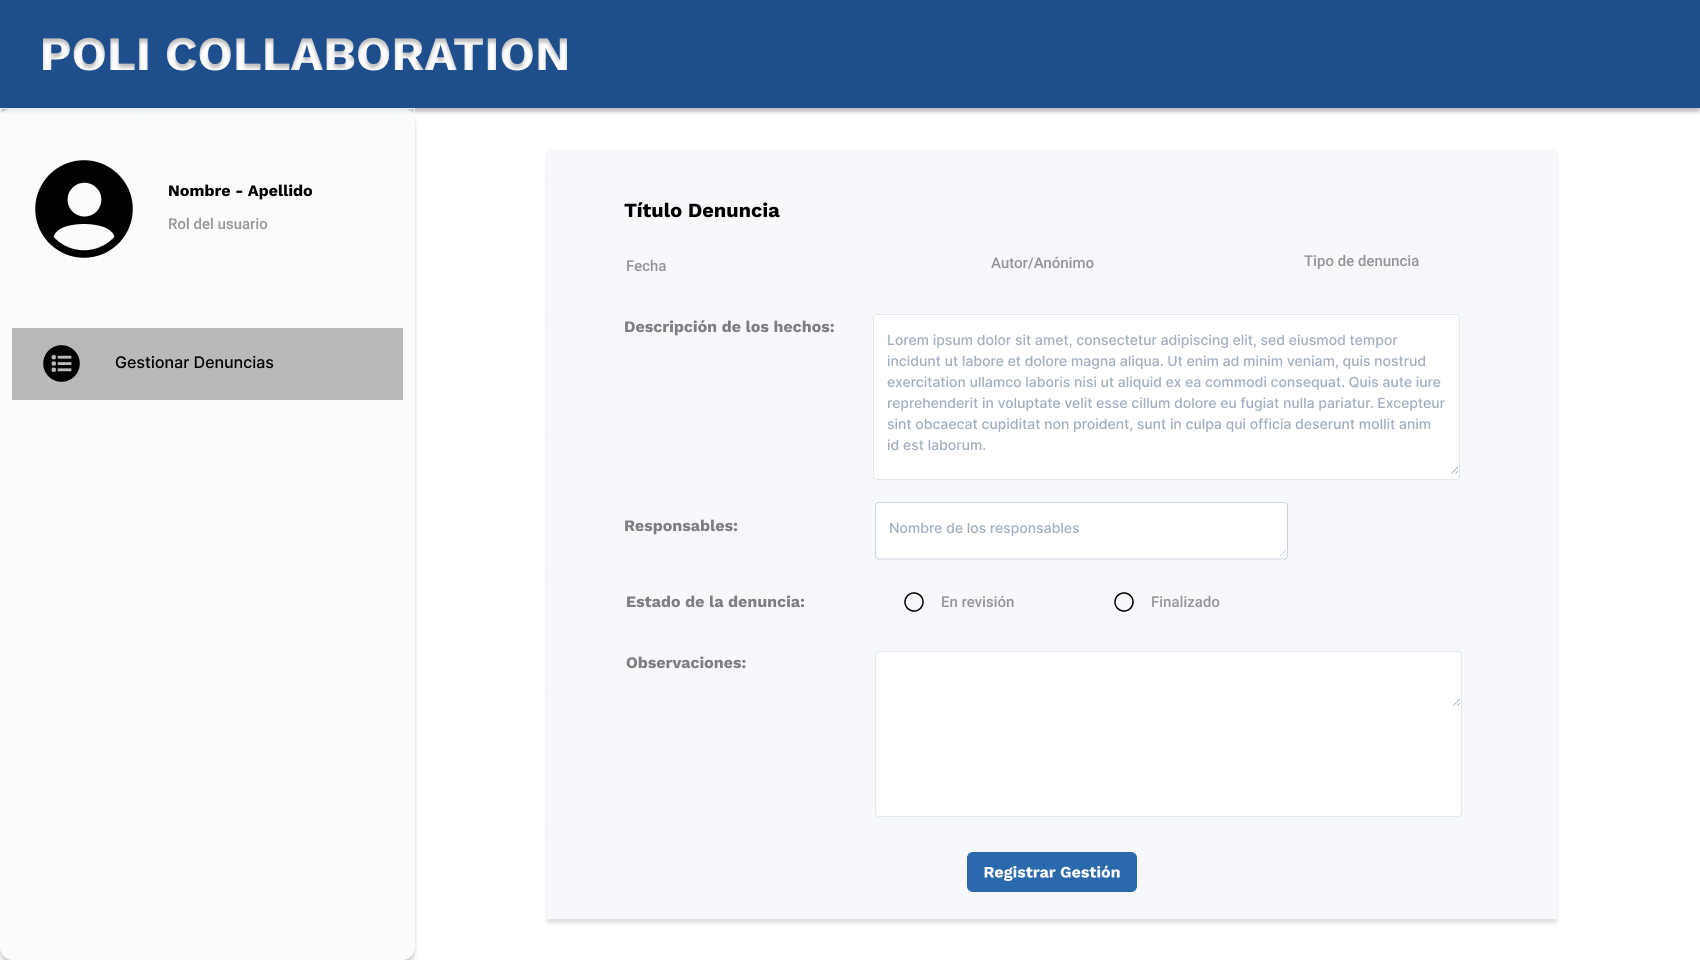 POLI COLLABORATION
Nombre - Apellido
Rol del usuario
Gestionar Denuncias
Título Denuncia
Fecha
Autor/Anónimo
Tipo de denuncia
Descripción de los hechos:
Lorem ipsum dolor sit amet, consectetur adipiscing elit, sed eiusmod tempor
incidunt ut labore et dolore magna aliqua. Ut enim ad minim veniam, quis nostrud
exercitation ullamco laboris nisi ut aliquid ex ea commodi consequat. Quis aute iure
reprehenderit in voluptate velit esse cillum dolore eu fugiat nulla pariatur. Excepteur
sint obcaecat cupiditat non proident, sunt in culpa qui officia deserunt mollit anim
id est laborum.
Responsables:
Nombre de los responsables
Estado de la denuncia:
En revisión
Finalizado
Observaciones:
Registrar Gestión